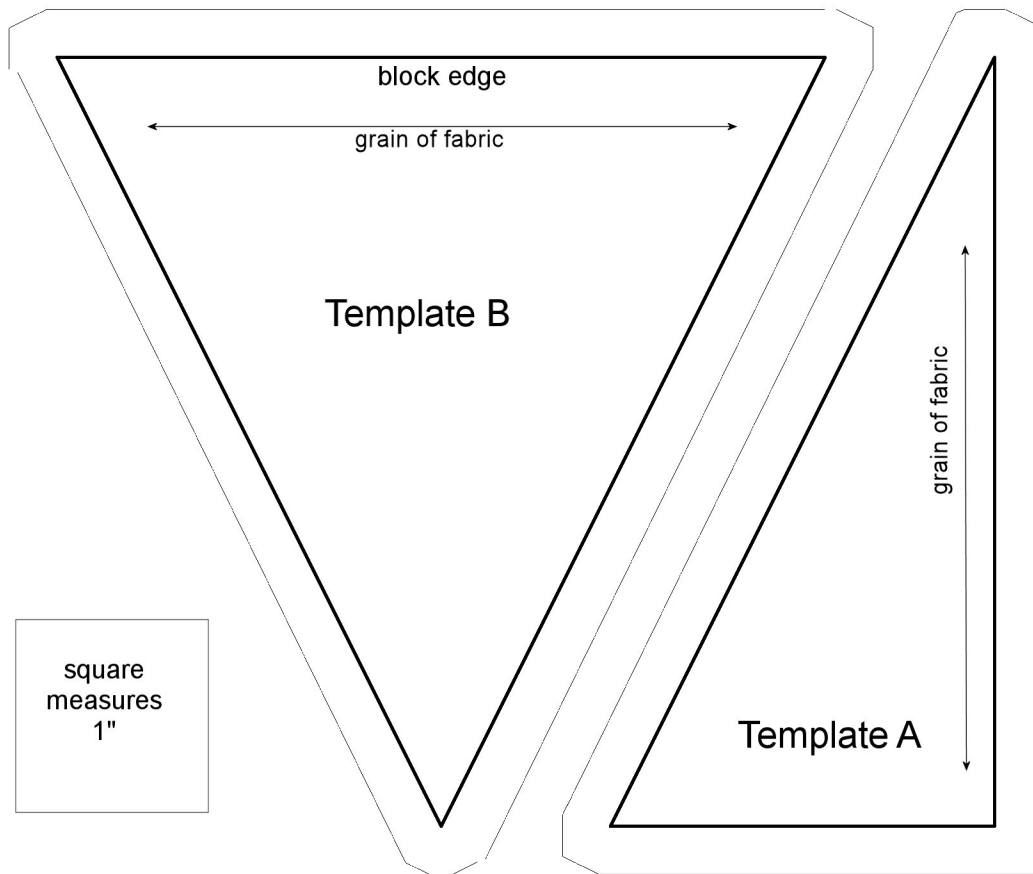 block edge
grain of fabric
Template B
grain of fabric
square
measures
1"
Template A